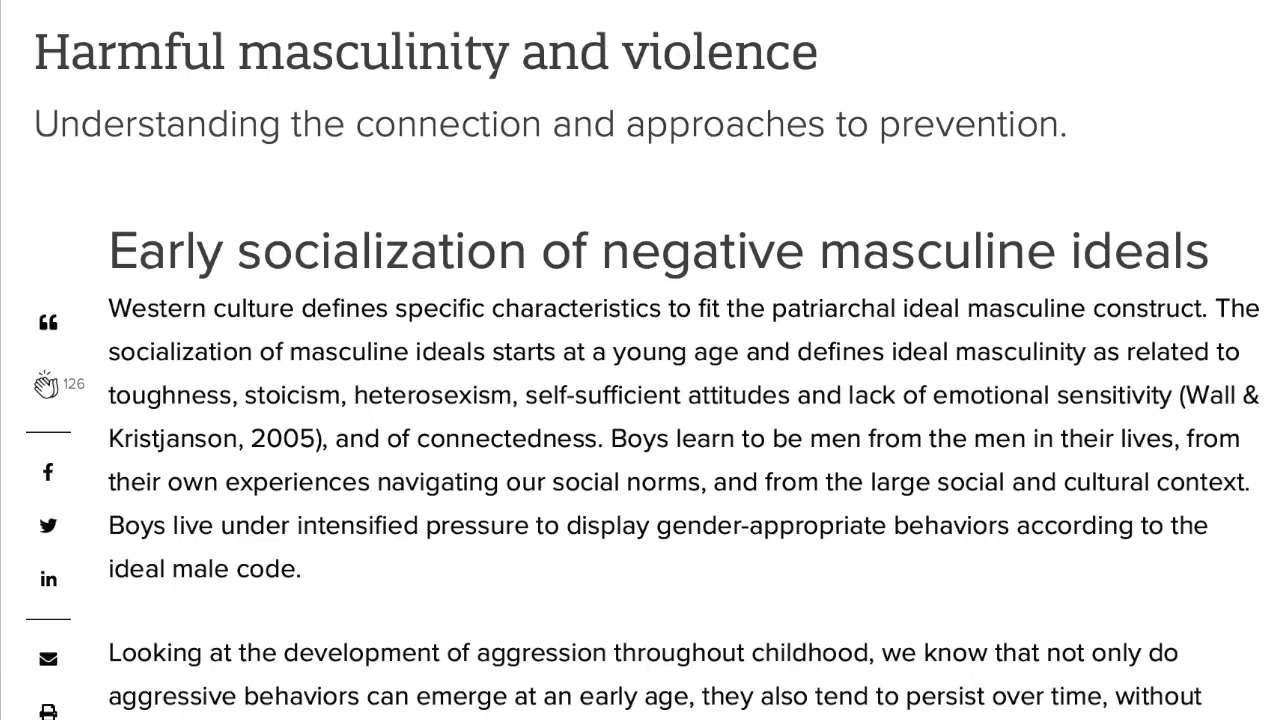 Harmful masculinity and violence
Understanding the connection and approaches to prevention.
Early socialization of negative masculine ideals
Western culture defines specific characteristics to fit the patriarchal ideal masculine construct. The
socialization of masculine ideals starts at a young age and defines ideal masculinity as related to
toughness, stoicism, heterosexism, self-sufficient attitudes and lack of emotional sensitivity (Wall &
Kristjanson, 2005), and of connectedness. Boys learn to be men from the men in their lives, from
their own experiences navigating our social norms, and from the large social and cultural context.
Boys live under intensified pressure to display gender-appropriate behaviors according to the
ideal male code.
126
Looking at the development of aggression throughout childhood, we know that not only do
aggressive behaviors can emerge at an early age, they also tend to persist over time, without